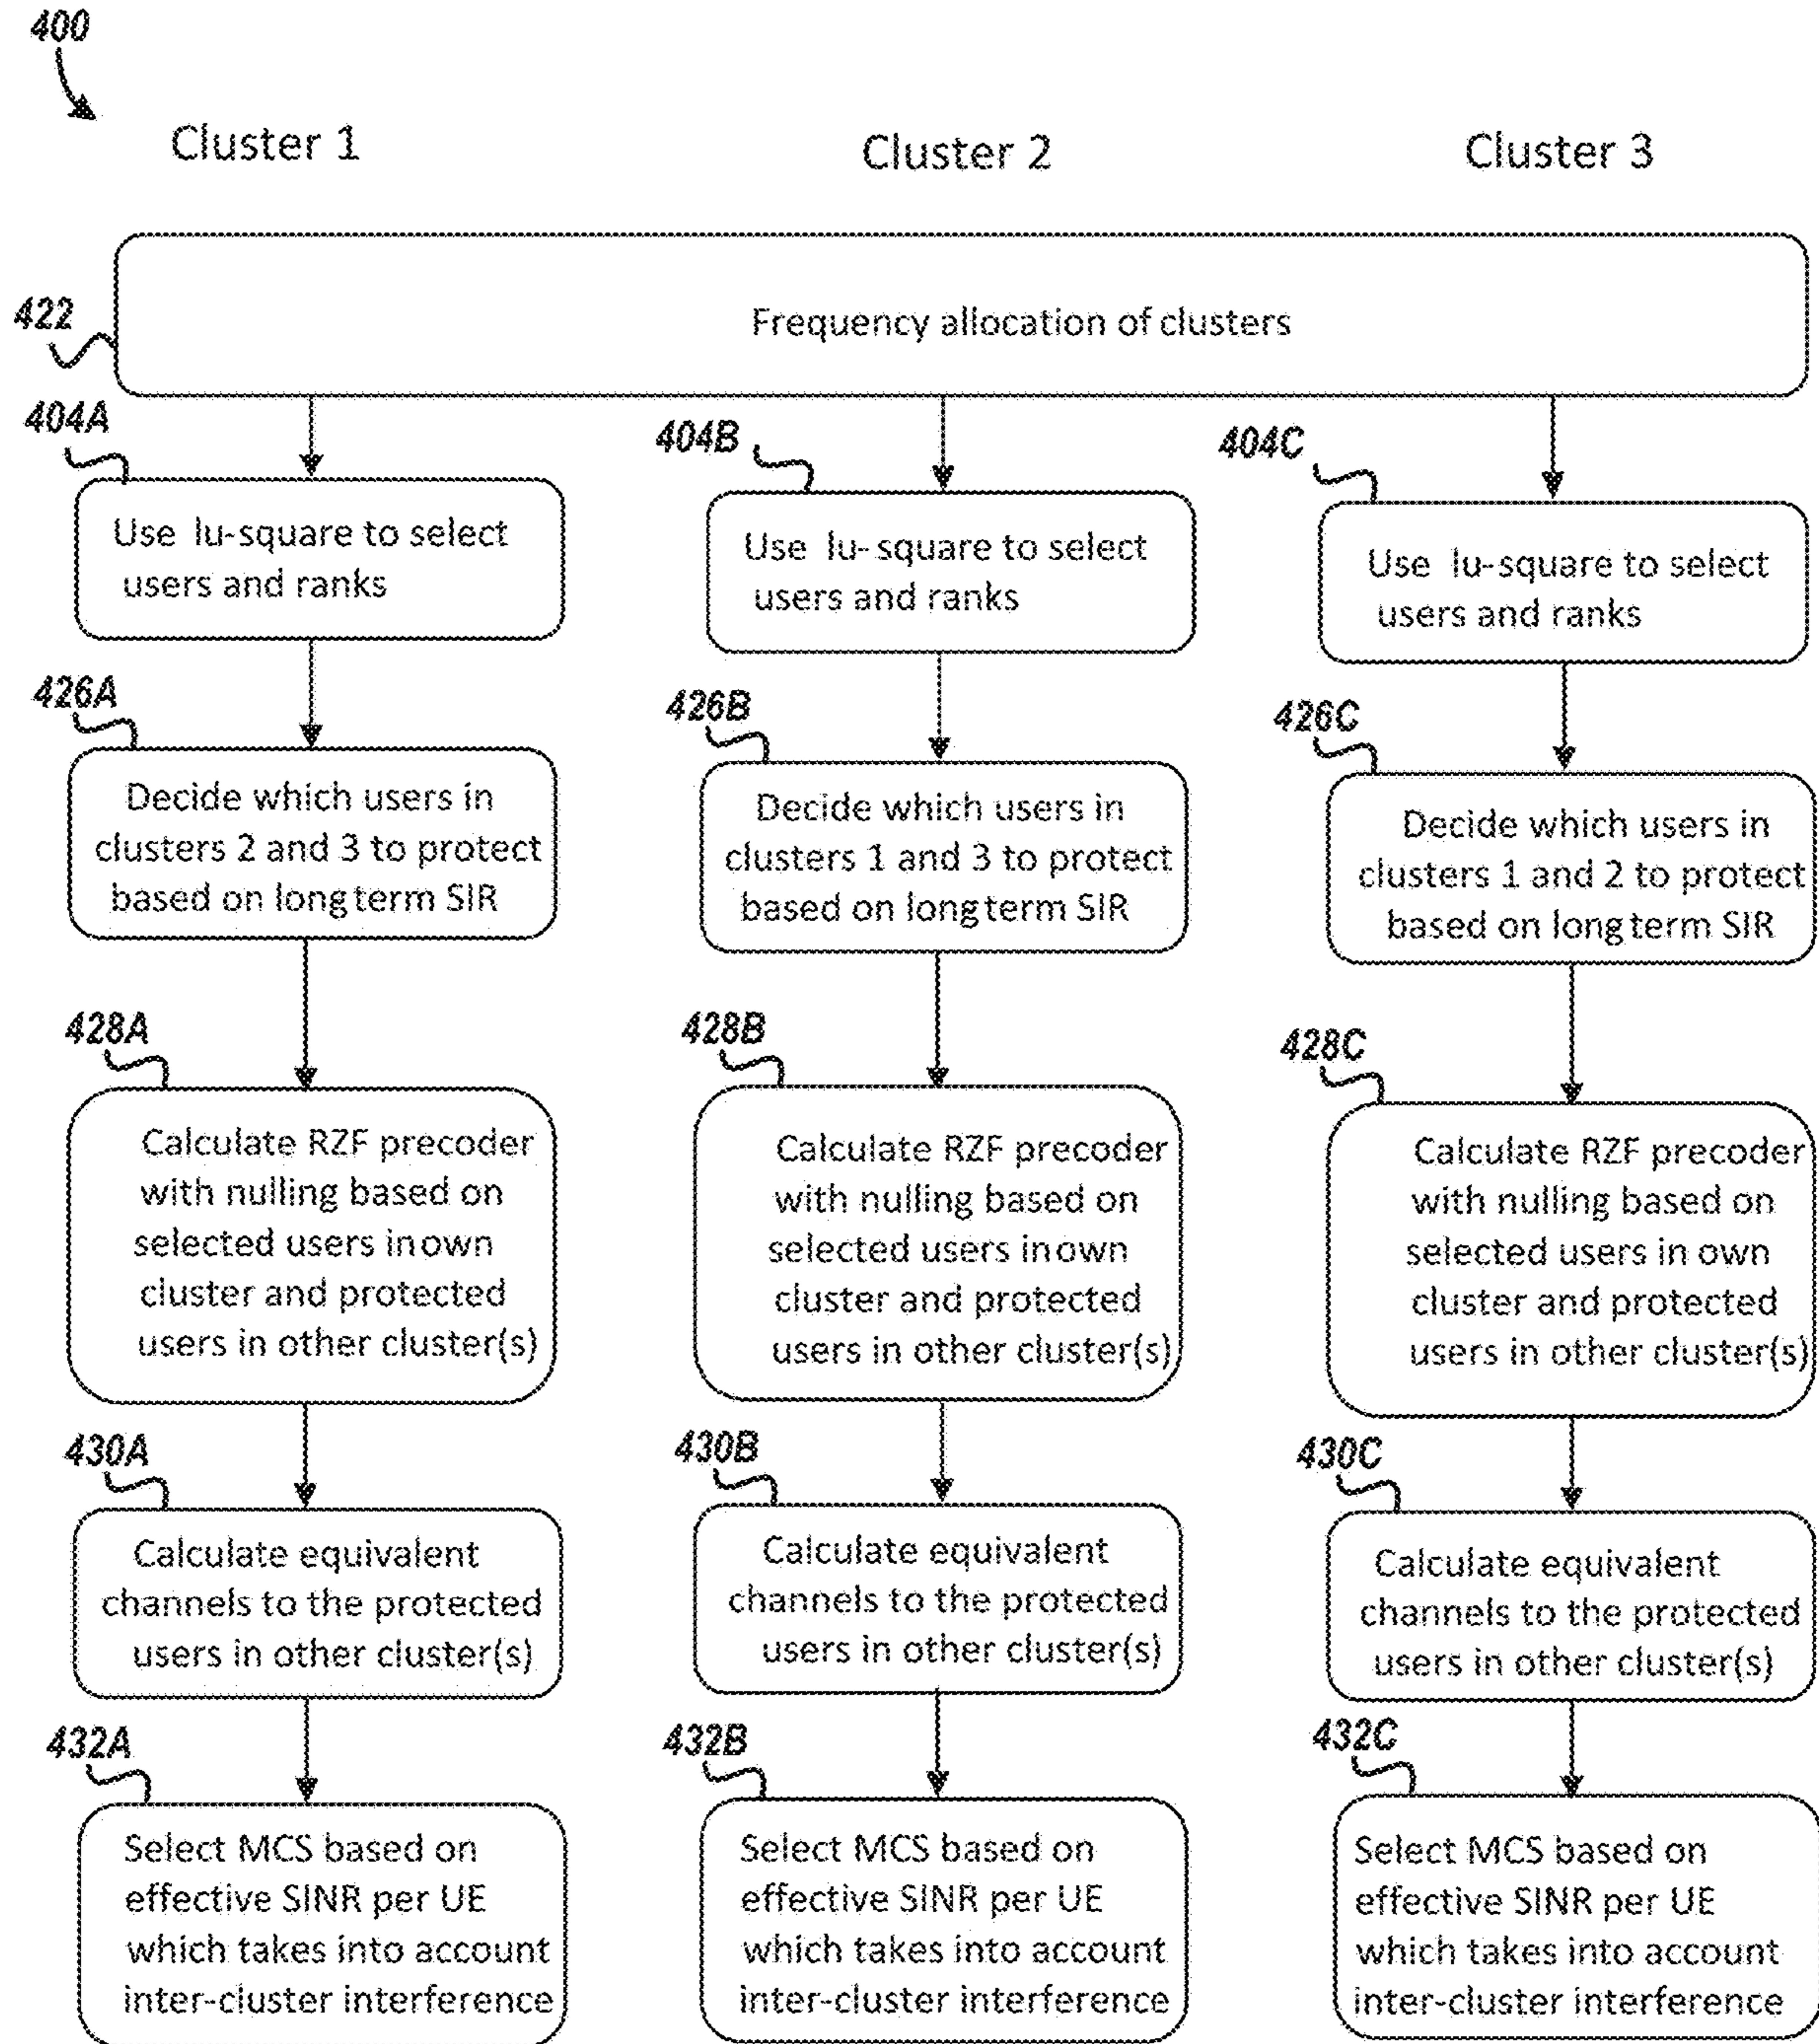 400
Cluster 1
Cluster 2
Cluster 3
422
Frequency allocation of clusters
404A
Use lu-square to select
users and ranks
404B
Use lu-square to select
users and ranks
404C
Use lu-square to select
users and ranks
426A
Decide which users in
clusters 2 and 3 to protect
based on long term SIR
426B
Decide which users in
clusters 1 and 3 to protect
based on long term SIR
426C
Decide which users in
clusters 1 and 2 to protect
based on long term SIR
428A
Calculate RZF precoder
with nulling based on
selected users in own
cluster and protected
users in other cluster(s)
428B
Calculate RZF precoder
with nulling based on
selected users in own
cluster and protected
users in other cluster(s)
428C
Calculate RZF precoder
with nulling based on
selected users in own
cluster and protected
users in other cluster(s)
430A
Calculate equivalent
channels to the protected
users in other cluster(s)
430B
Calculate equivalent
channels to the protected
users in other cluster(s)
430C
Calculate equivalent
channels to the protected
users in other cluster(s)
432A
Select MCS based on
effective SINR per UE
which takes into account
inter-cluster interference
432B
Select MCS based on
effective SINR per UE
which takes into account
inter-cluster interference
432C
Select MCS based on
effective SINR per UE
which takes into account
inter-cluster interference